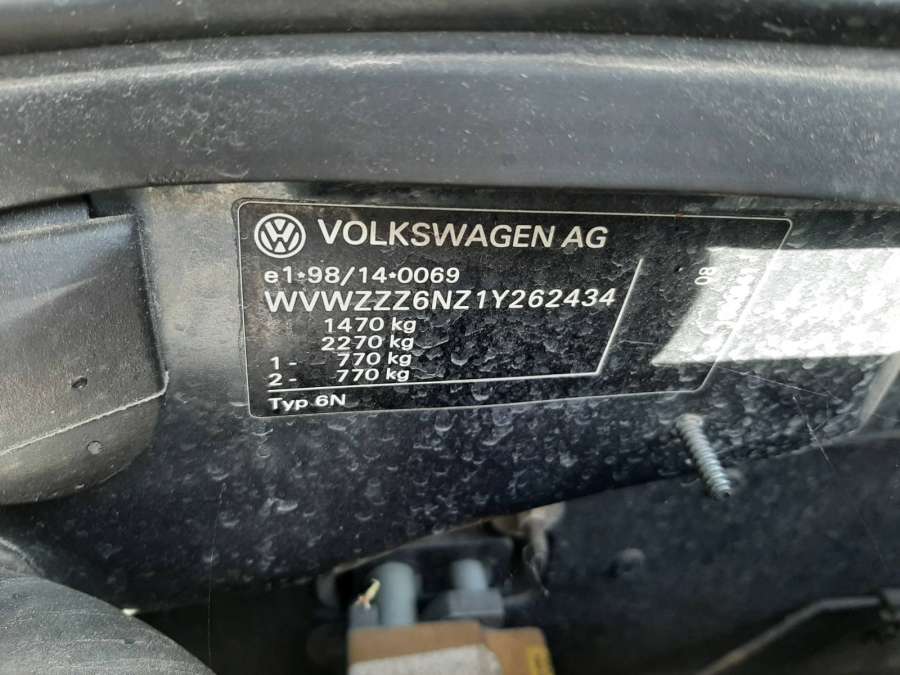 VOLKSWAGEN AG
e1*98/14*0069
WVWZZZ6NZ1Y262434
1470 kg
2270 kg
1 - 770 kg
2 - 770 kg
Typ 6N
08